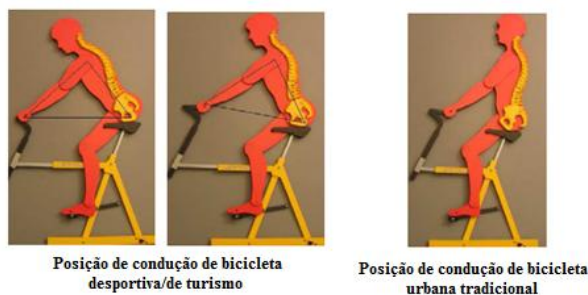 Posição de condução de bicicleta
desportiva/de turismo
Posição de condução de bicicleta
urbana tradicional